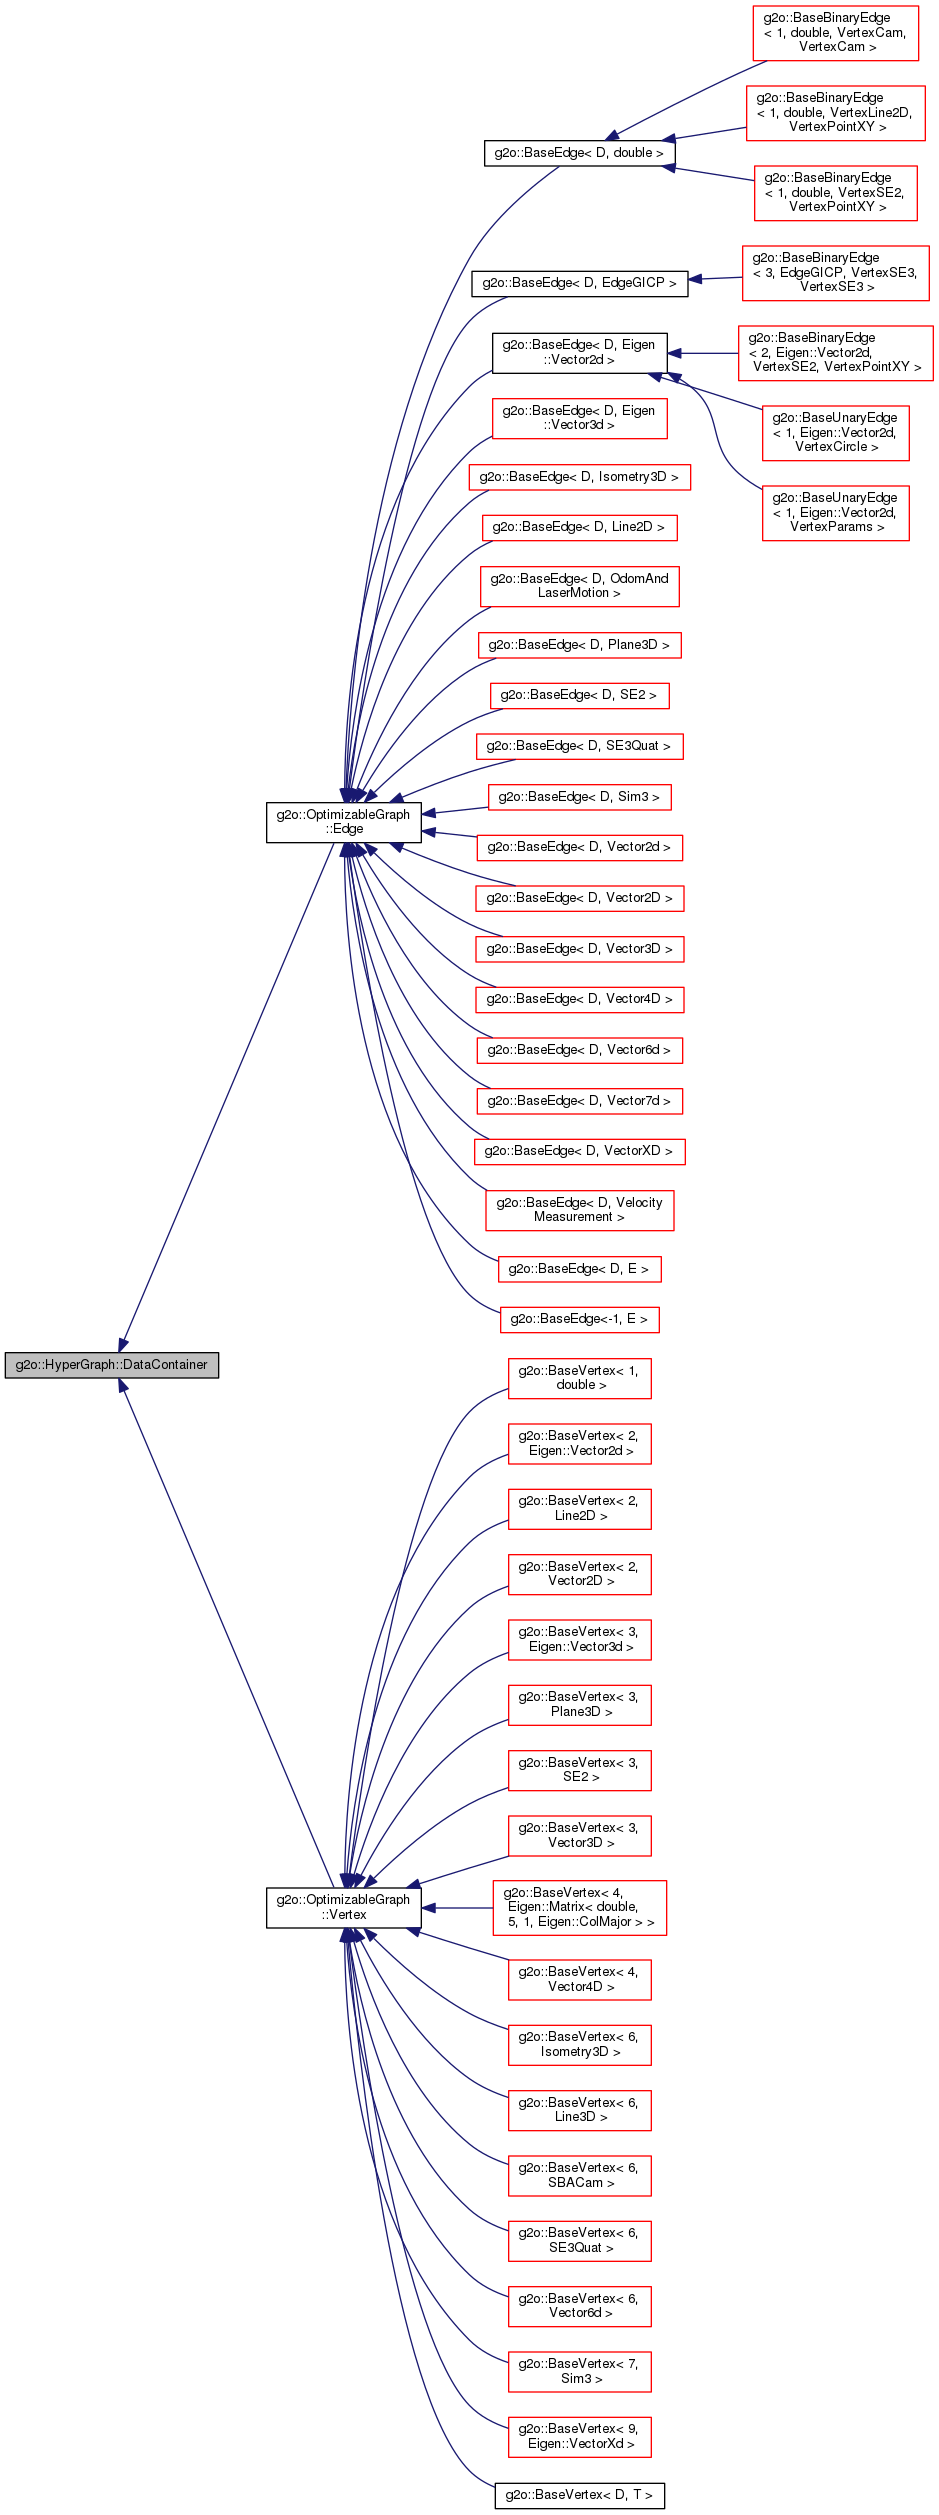 g2o::BaseBinaryEdge
< 1, double, VertexCam,
VertexCam >
g2o::BaseBinaryEdge
< 1, double, VertexLine2D,
VertexPointXY >
g2o::BaseEdge< D, double >
g2o::BaseBinaryEdge
< 1, double, VertexSE2,
VertexPointXY >
g2o::BaseBinaryEdge
< 3, EdgeGICP, VertexSE3,
VertexSE3 >
g2o::BaseEdge< D, EdgeGICP >
g2o::BaseEdge< D, Eigen
::Vector2d >
g2o::BaseBinaryEdge
< 2, Eigen::Vector2d,
VertexSE2, VertexPointXY >
g2o::BaseEdge< D, Eigen
::Vector3d >
g2o::BaseUnaryEdge
< 1, Eigen::Vector2d,
VertexCircle >
g2o::BaseEdge< D, Isometry3D >
g2o::BaseUnaryEdge
< 1, Eigen::Vector2d,
VertexParams >
g2o::BaseEdge< D, Line2D >
g2o::BaseEdge< D, OdomAnd
LaserMotion >
g2o::BaseEdge< D, Plane3D >
g2o::BaseEdge< D, SE2 >
g2o::BaseEdge< D, SE3Quat >
g2o::BaseEdge< D, Sim3 >
g2o::OptimizableGraph
::Edge
g2o::BaseEdge< D, Vector2d >
g2o::BaseEdge< D, Vector2D >
g2o::BaseEdge< D, Vector3D >
g2o::BaseEdge< D, Vector4D >
g2o::BaseEdge< D, Vector6d >
g2o::BaseEdge< D, Vector7d >
g2o::BaseEdge< D, VectorXD >
g2o::BaseEdge< D, Velocity
Measurement >
g2o::BaseEdge< D, E >
g2o::BaseEdge<-1, E >
g2o::HyperGraph::DataContainer
g2o::BaseVertex< 1,
double >
g2o::BaseVertex< 2,
Eigen::Vector2d >
g2o::BaseVertex< 2,
Line2D >
g2o::BaseVertex< 2,
Vector2D >
g2o::BaseVertex< 3,
Eigen::Vector3d >
g2o::BaseVertex< 3,
Plane3D >
g2o::BaseVertex< 3,
SE2 >
g2o::BaseVertex< 3,
Vector3D >
g2o::OptimizableGraph
::Vertex
g2o::BaseVertex< 4,
Eigen::Matrix< double,
5, 1, Eigen::ColMajor > >
g2o::BaseVertex< 4,
Vector4D >
g2o::BaseVertex< 6,
Isometry3D >
g2o::BaseVertex< 6,
Line3D >
g2o::BaseVertex< 6,
SBACam >
g2o::BaseVertex< 6,
SE3Quat >
g2o::BaseVertex< 6,
Vector6d >
g2o::BaseVertex< 7,
Sim3 >
g2o::BaseVertex< 9,
Eigen::VectorXd >
g2o::BaseVertex< D, T >